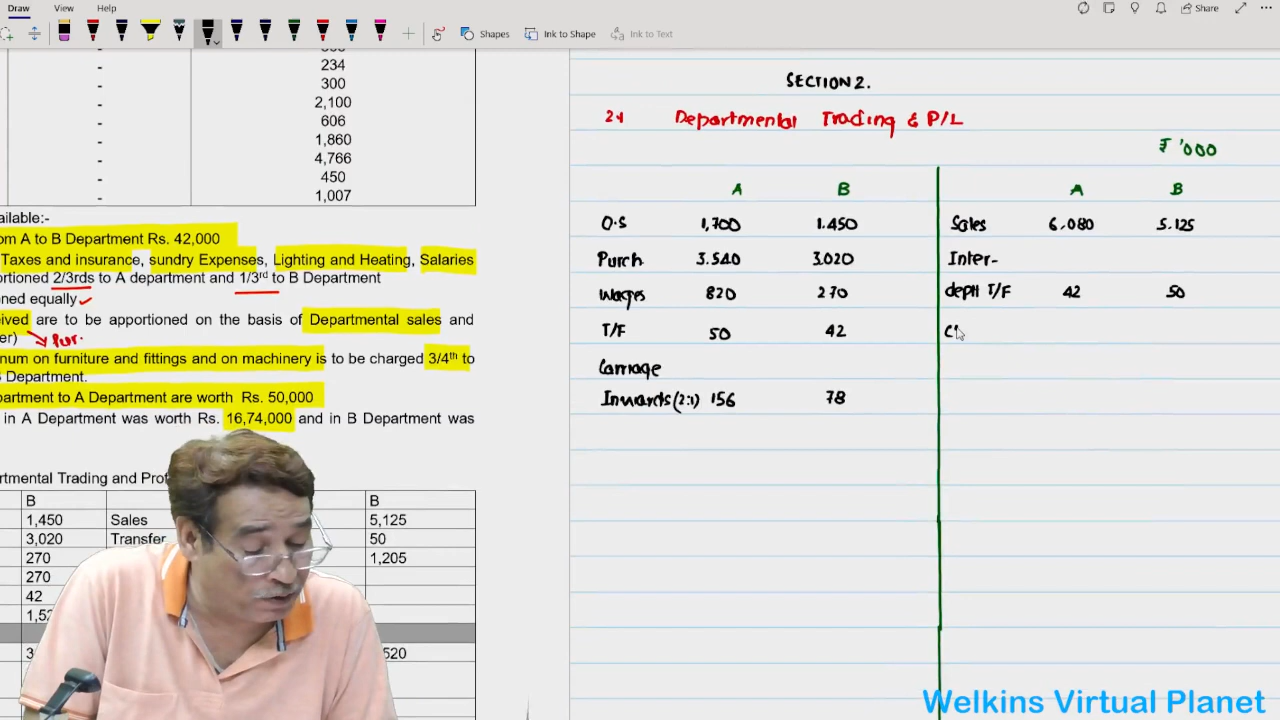 Draw View Help
Share
Shapes Ink to Shape Ink to Text
234
300
2,100
606
1,860
4,766
450
1,007
SECTION 2.
Departmental Trading & P/L
₹ '000
A B A B
O.S 1,700 1.450 Sales 6.080 5.125
Purch 3.540 3.020 Inter-
Wages 820 270 deptl T/F 42 50
T/F 50 42
Carriage
Inwards (2:1) 156 78
ailable:-
om A to B Department Rs. 42,000
Taxes and insurance, sundry Expenses, Lighting and Heating, Salaries
ortioned 2/3rds to A department and 1/3rd to B Department
ned equally
eived are to be apportioned on the basis of Departmental sales and
er) Pur.
num on furniture and fittings and on machinery is to be charged 3/4th to
B Department.
partment to A Department are worth Rs. 50,000
in A Department was worth Rs. 16,74,000 and in B Department was
rtmental Trading and Prof
B B
1,450 Sales 5,125
3,020 Transfer 50
270 1,205
270
42
1,52
3 520
Welkins Virtual Planet